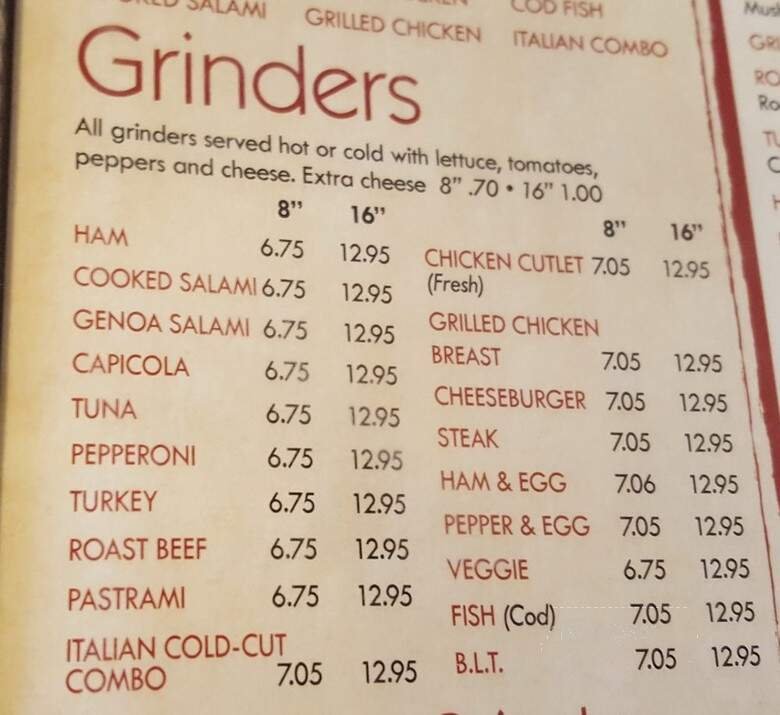 SALAMI GRILLED CHICKEN COD FISH
ITALIAN COMBO
Grinders
All grinders served hot or cold with lettuce, tomatoes,
peppers and cheese. Extra cheese 8" .70 • 16" 1.00
8" 16"
HAM 6.75 12.95
COOKED SALAMI 6.75 12.95
GENOA SALAMI 6.75 12.95
CAPICOLA 6.75 12.95
TUNA 6.75 12.95
PEPPERONI 6.75 12.95
TURKEY 6.75 12.95
ROAST BEEF 6.75 12.95
PASTRAMI 6.75 12.95
ITALIAN COLD-CUT
COMBO 7.05 12.95
8" 16"
CHICKEN CUTLET 7.05 12.95
(Fresh)
GRILLED CHICKEN
BREAST 7.05 12.95
CHEESEBURGER 7.05 12.95
STEAK 7.05 12.95
HAM & EGG 7.06 12.95
PEPPER & EGG 7.05 12.95
VEGGIE 6.75 12.95
FISH (Cod) 7.05 12.95
B.L.T. 7.05 12.95